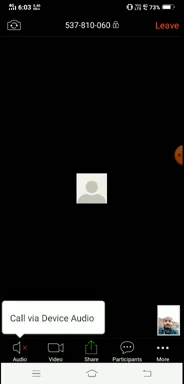 6:03
73%
537-810-060
Leave
Call via Device Audio
Audio
Video
Share
Participants
More